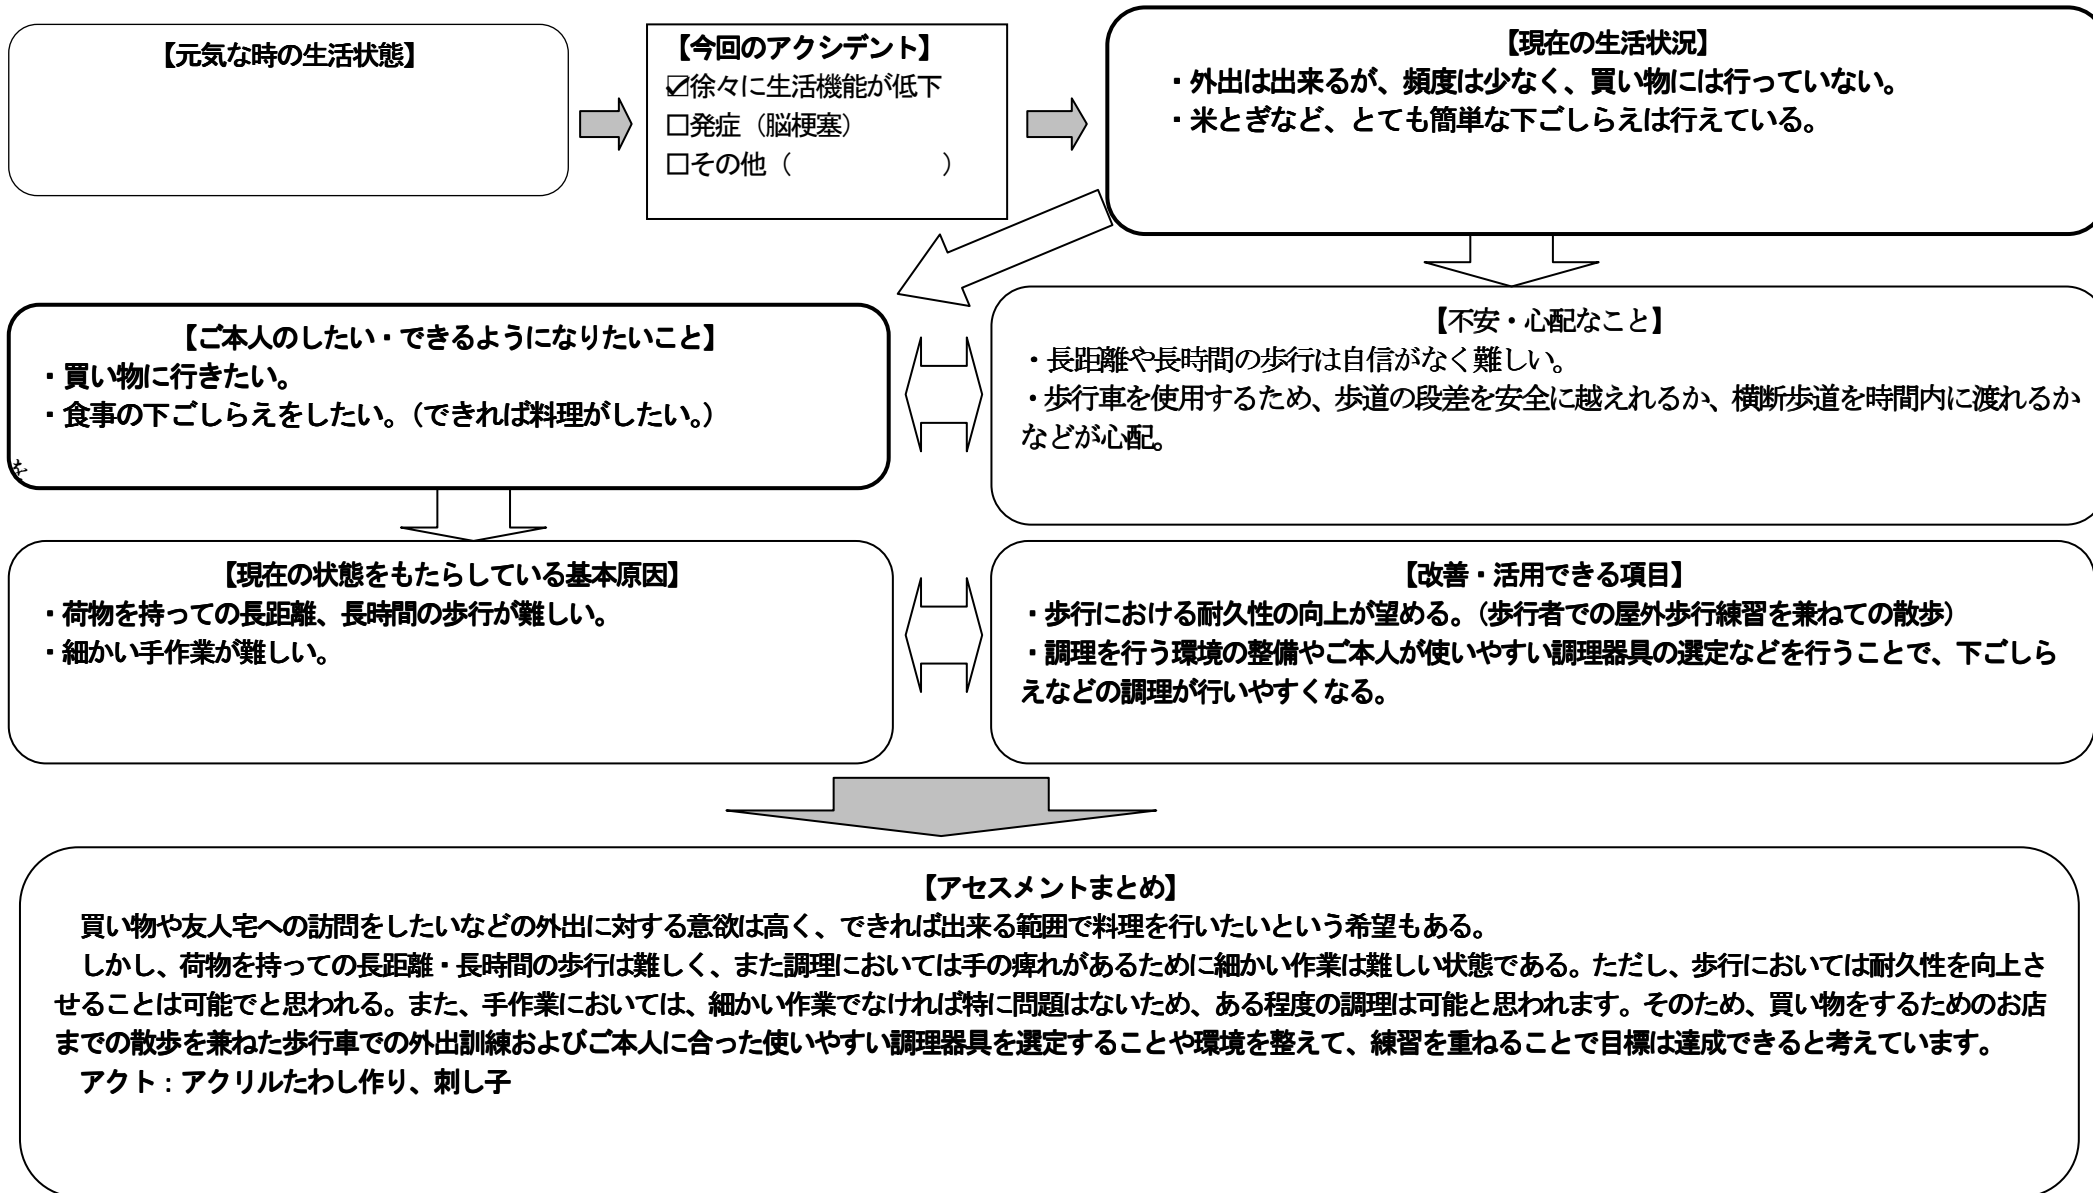 【元気な時の生活状態】
【今回のアクシデント】
☑徐々に生活機能が低下
□発症（脳梗塞）
□その他（　　　　　　）
【現在の生活状況】
・外出は出来るが、頻度は少なく、買い物には行っていない。
・米とぎなど、とても簡単な下ごしらえは行えている。
【ご本人のしたい・できるようになりたいこと】
・買い物に行きたい。
・食事の下ごしらえをしたい。（できれば料理がしたい。）
【不安・心配なこと】
・長距離や長時間の歩行は自信がなく難しい。
・歩行車を使用するため、歩道の段差を安全に越えれるか、横断歩道を時間内に渡れるか
などが心配。
【現在の状態をもたらしている基本原因】
・荷物を持っての長距離、長時間の歩行が難しい。
・細かい手作業が難しい。
【改善・活用できる項目】
・歩行における耐久性の向上が望める。（歩行者での屋外歩行練習を兼ねての散歩）
・調理を行う環境の整備やご本人が使いやすい調理器具の選定などを行うことで、下ごしら
えなどの調理が行いやすくなる。
【アセスメントまとめ】
買い物や友人宅への訪問をしたいなどの外出に対する意欲は高く、できれば出来る範囲で料理を行いたいという希望もある。
しかし、荷物を持っての長距離・長時間の歩行は難しく、また調理においては手の痺れがあるために細かい作業は難しい状態である。ただし、歩行においては耐久性を向上さ
せることは可能でと思われる。また、手作業においては、細かい作業でなければ特に問題はないため、ある程度の調理は可能と思われます。そのため、買い物をするためのお店
までの散歩を兼ねた歩行車での外出訓練およびご本人に合った使いやすい調理器具を選定することや環境を整えて、練習を重ねることで目標は達成できると考えています。
アクト：アクリルたわし作り、刺し子